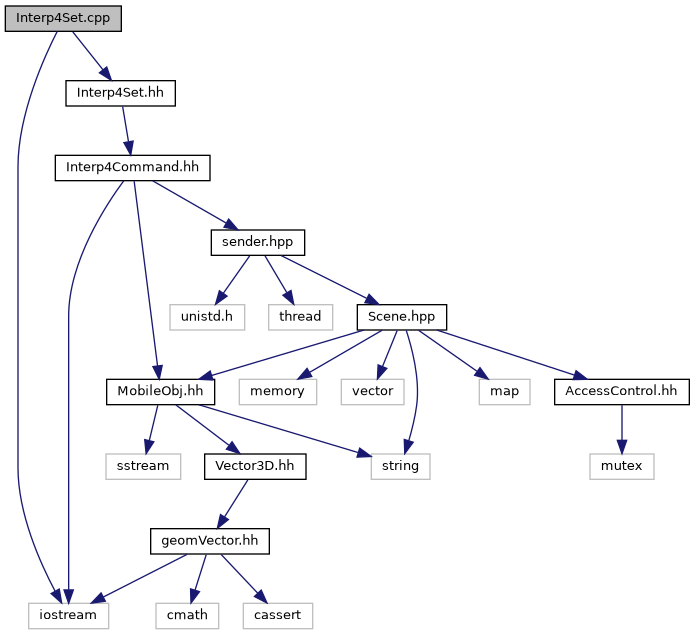 Interp4Set.cpp
Interp4Set.hh
Interp4Command.hh
sender.hpp
unistd.h
thread
Scene.hpp
MobileObj.hh
memory
vector
map
AccessControl.hh
sstream
Vector3D.hh
string
mutex
geomVector.hh
iostream
cmath
cassert